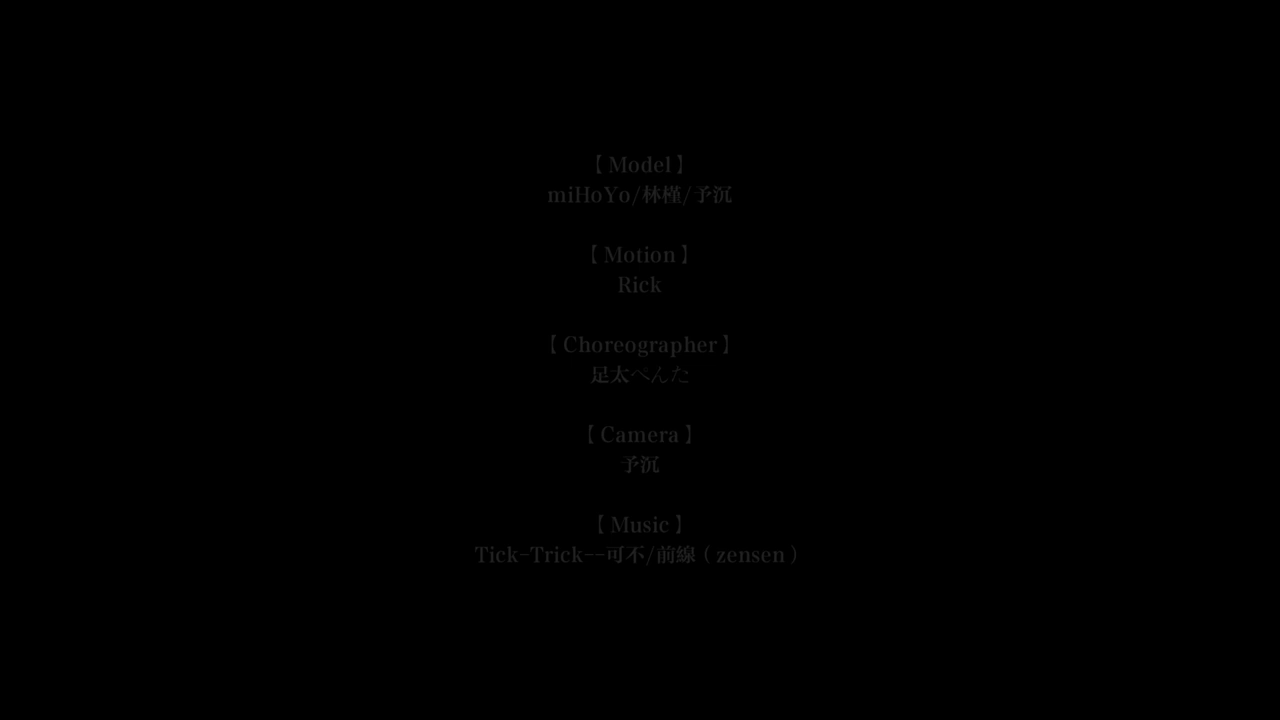 【Model】
miHoYo/林槿/予沉
【Motion】
Rick
【Choreographer】
足太ぺんた
【Camera】
予沉
【Music】
Tick-Trick--可不/前線（zensen）